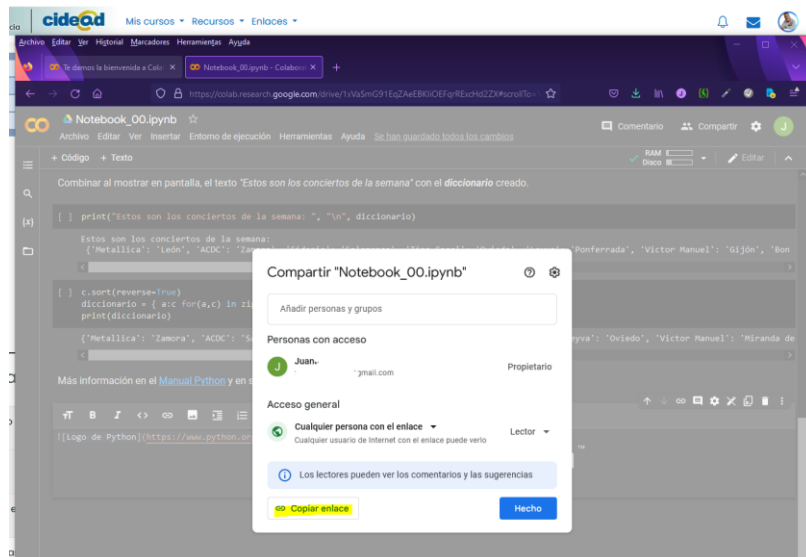 cidead Mis cursos Recursos Enlaces
Archivo Editar Ver Historial Marcadores Herramientas Ayuda
Te damos la bienvenida a Cola Notebook_00.ipynb - Colaborat
https://colab.research.google.com/drive/
Notebook_00.ipynb
Archivo Editar Ver Insertar Entorno de ejecución Herramientas Ayuda Se han guardado todos los cambios
Comentario Compartir J
+ Código + Texto
RAM
Disco
Editar
Combinar al mostrar en pantalla, el texto "Estos son los conciertos de la semana" con el diccionario creado.
[ ] print("Estos son los conciertos de la semana: ", "\n", diccionario)
Estos son los conciertos de la semana:
{'Metallica': 'León', 'ACDC': 'Ponferrada', 'Víctor Manuel': 'Gijón', 'Bon
[ ] c.sort(reverse=True)
diccionario = { a:c for(a,c) in
print(diccionario)
{'Metallica': 'Zamora', 'ACDC': 'Oviedo', 'Víctor Manuel': 'Miranda de
Más información en el Manual Python y en
![Logo de Python](https://www.python.or
Compartir "Notebook_00.ipynb"
Añadir personas y grupos
Personas con acceso
J Juan
gmail.com
Propietario
Acceso general
Cualquier persona con el enlace
Cualquier usuario de Internet con el enlace puede verlo
Lector
Los lectores pueden ver los comentarios y las sugerencias
Copiar enlace
Hecho